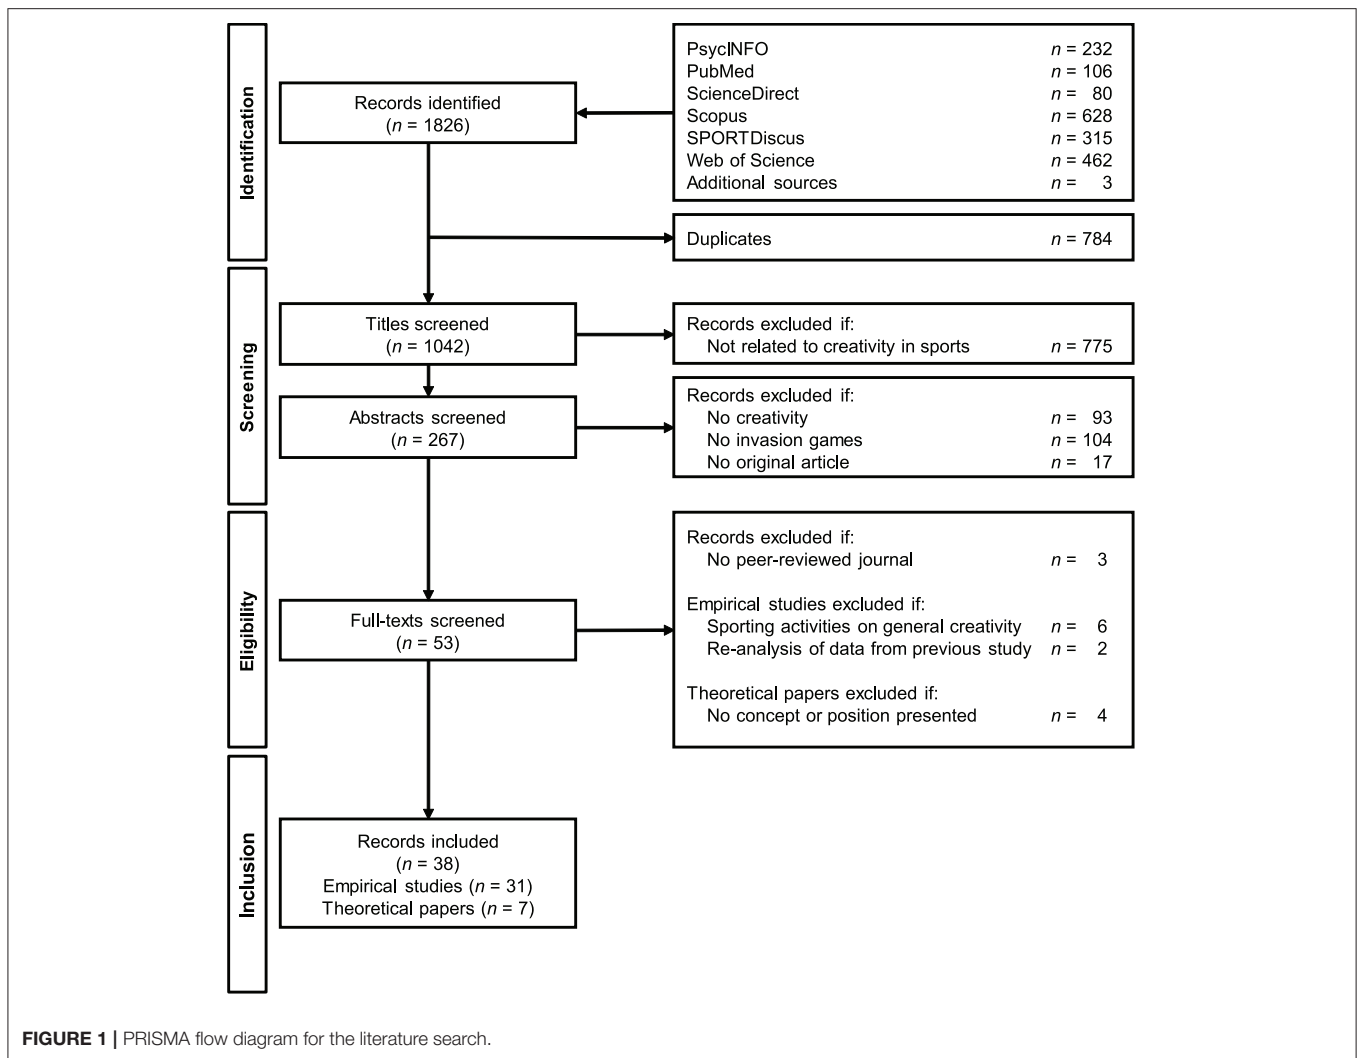 Identification
Records identified
(n = 1826)
PsycINFO n = 232
PubMed n = 106
ScienceDirect n = 80
Scopus n = 628
SPORTDiscus n = 315
Web of Science n = 462
Additional sources n = 3
Duplicates n = 784
Screening
Titles screened
(n = 1042)
Records excluded if:
Not related to creativity in sports n = 775
Abstracts screened
(n = 267)
Records excluded if:
No creativity n = 93
No invasion games n = 104
No original article n = 17
Eligibility
Full-texts screened
(n = 53)
Records excluded if:
No peer-reviewed journal n = 3
Empirical studies excluded if:
Sporting activities on general creativity n = 6
Re-analysis of data from previous study n = 2
Theoretical papers excluded if:
No concept or position presented n = 4
Inclusion
Records included
(n = 38)
Empirical studies (n = 31)
Theoretical papers (n = 7)
FIGURE 1 | PRISMA flow diagram for the literature search.